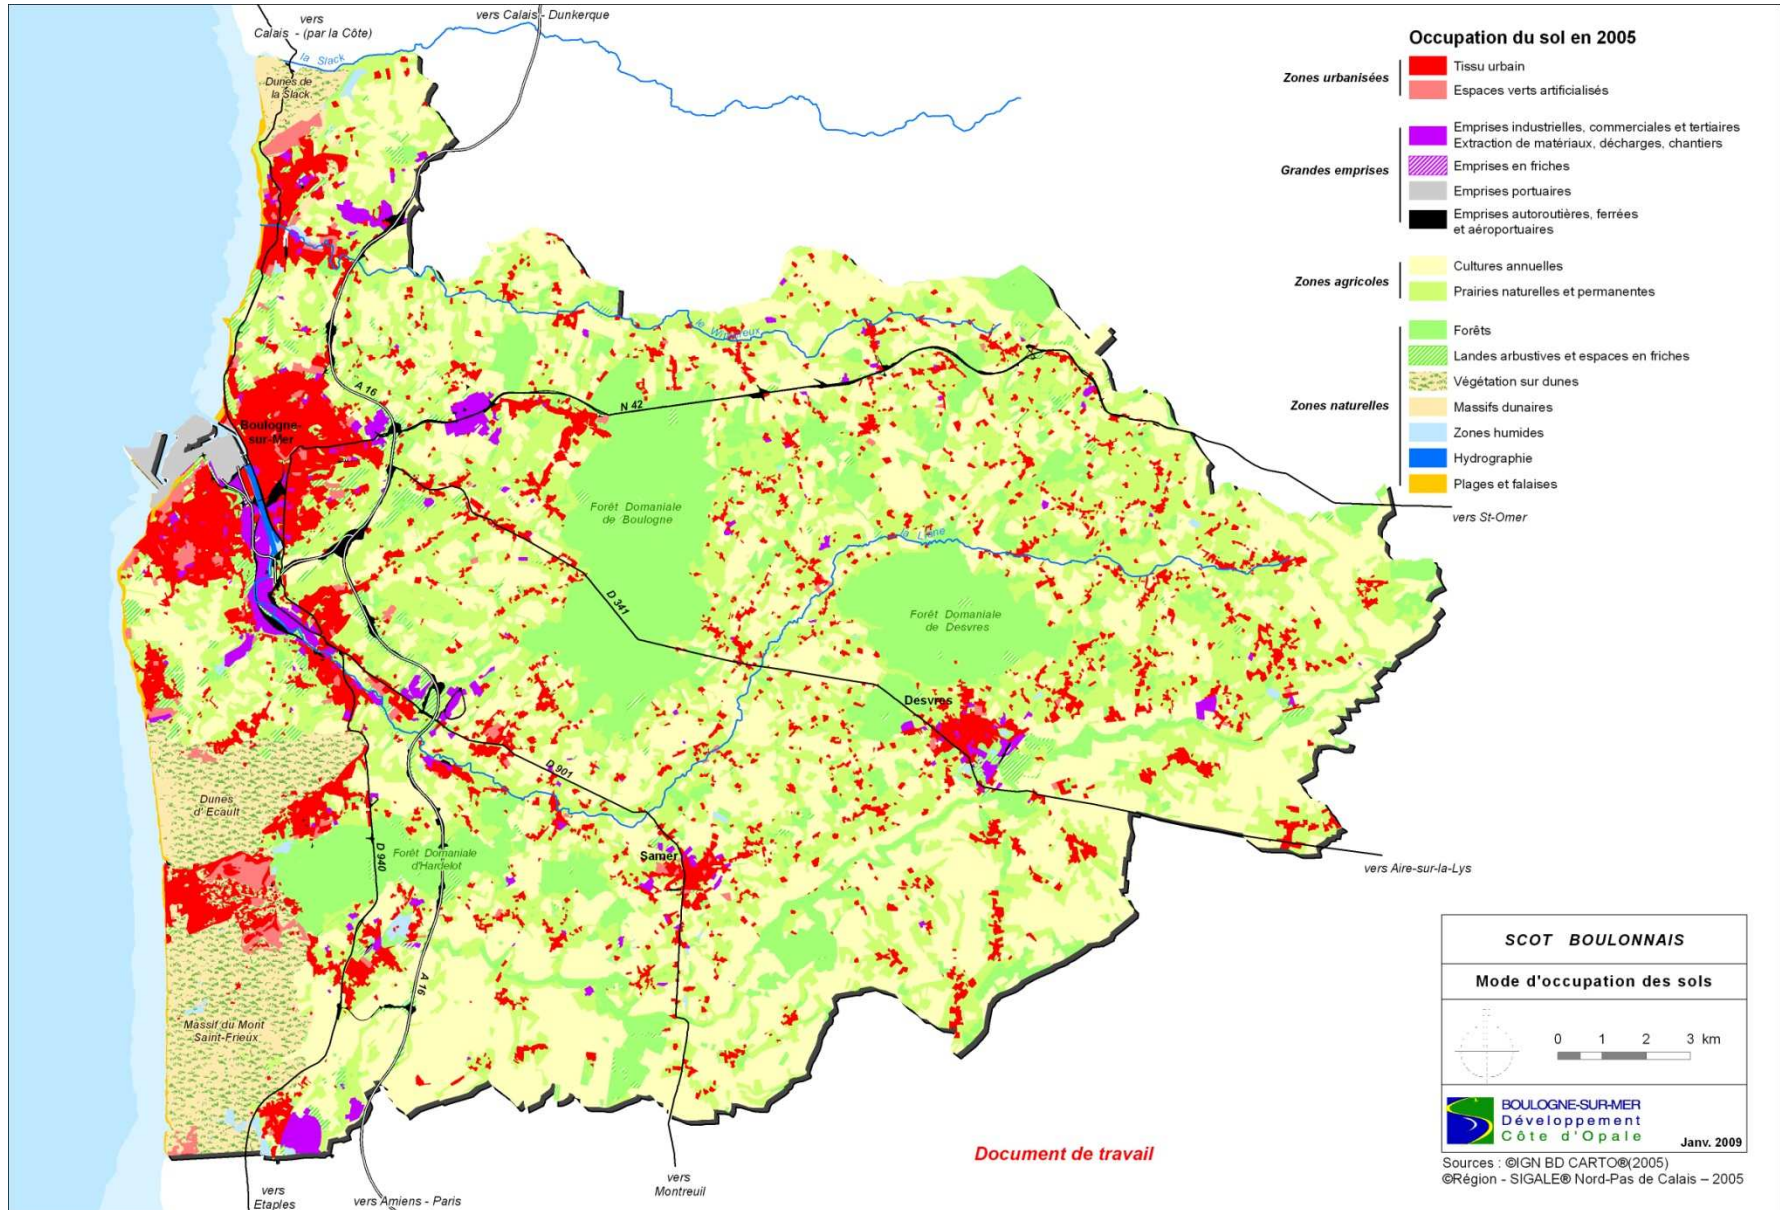 vers
Calais - (par la Côte)
vers Calais - Dunkerque
la Slack
Dunes de
la Slack
le Wimereux
A 16
N 42
Boulogne-
sur-Mer
Forêt Domaniale
de Boulogne
la Liane
D 341
Forêt Domaniale
de Desvres
vers St-Omer
Desvres
D 901
Dunes
d'Ecault
D 940
Forêt Domaniale
d'Hardelot
Samer
vers Aire-sur-la-Lys
A 16
Massif du Mont
Saint-Frieux
vers
Etaples
vers Amiens - Paris
vers
Montreuil
Document de travail
Occupation du sol en 2005
Zones urbanisées
Tissu urbain
Espaces verts artificialisés
Grandes emprises
Emprises industrielles, commerciales et tertiaires
Extraction de matériaux, décharges, chantiers
Emprises en friches
Emprises portuaires
Emprises autoroutières, ferrées
et aéroportuaires
Zones agricoles
Cultures annuelles
Prairies naturelles et permanentes
Zones naturelles
Forêts
Landes arbustives et espaces en friches
Végétation sur dunes
Massifs dunaires
Zones humides
Hydrographie
Plages et falaises
SCOT BOULONNAIS
Mode d'occupation des sols
0 1 2 3 km
BOULOGNE-SUR-MER
Développement
Côte d'Opale
Janv. 2009
Sources : ©IGN BD CARTO®(2005)
©Région - SIGALE® Nord-Pas de Calais – 2005